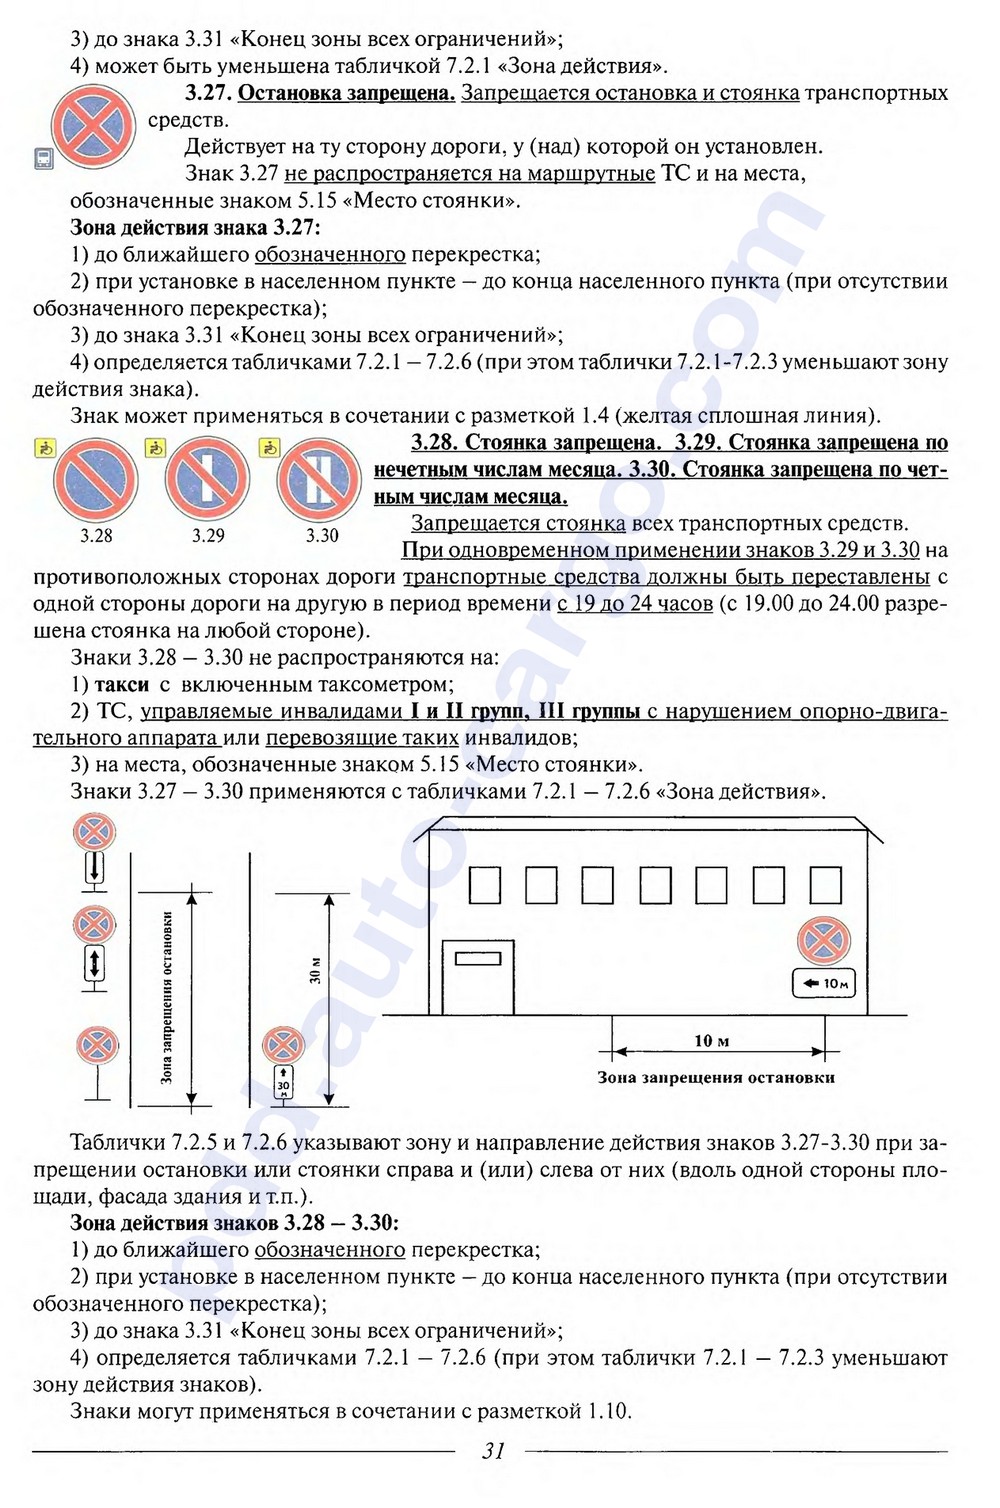 3) до знака 3.31 «Конец зоны всех ограничений»;
4) может быть уменьшена табличкой 7.2.1 «Зона действия».
3.27. Остановка запрещена. Запрещается остановка и стоянка транспортных
средств.
Действует на ту сторону дороги, у (над) которой он установлен.
Знак 3.27 не распространяется на маршрутные ТС и на места,
обозначенные знаком 5.15 «Место стоянки».
Зона действия знака 3.27:
1) до ближайшего обозначенного перекрестка;
2) при установке в населенном пункте – до конца населенного пункта (при отсутствии
обозначенного перекрестка);
3) до знака 3.31 «Конец зоны всех ограничений»;
4) определяется табличками 7.2.1 – 7.2.6 (при этом таблички 7.2.1-7.2.3 уменьшают зону
действия знака).
Знак может применяться в сочетании с разметкой 1.4 (желтая сплошная линия).
3.28. Стоянка запрещена. 3.29. Стоянка запрещена по
нечетным числам месяца. 3.30. Стоянка запрещена по чет-
ным числам месяца.
3.28 3.29 3.30
Запрещается стоянка всех транспортных средств.
При одновременном применении знаков 3.29 и 3.30 на
противоположных сторонах дороги транспортные средства должны быть переставлены с
одной стороны дороги на другую в период времени с 19 до 24 часов (с 19.00 до 24.00 разре-
шена стоянка на любой стороне).
Знаки 3.28 – 3.30 не распространяются на:
1) такси с включенным таксометром;
2) ТС, управляемые инвалидами I и II групп, III группы с нарушением опорно-двига-
тельного аппарата или перевозящие таких инвалидов;
3) на места, обозначенные знаком 5.15 «Место стоянки».
Знаки 3.27 – 3.30 применяются с табличками 7.2.1 – 7.2.6 «Зона действия».
Зона запрещения остановки
30 м
30
м
10м
10 м
Зона запрещения остановки
Таблички 7.2.5 и 7.2.6 указывают зону и направление действия знаков 3.27-3.30 при за-
прещении остановки или стоянки справа и (или) слева от них (вдоль одной стороны пло-
щади, фасада здания и т.п.).
Зона действия знаков 3.28 – 3.30:
1) до ближайшего обозначенного перекрестка;
2) при установке в населенном пункте – до конца населенного пункта (при отсутствии
обозначенного перекрестка);
3) до знака 3.31 «Конец зоны всех ограничений»;
4) определяется табличками 7.2.1 – 7.2.6 (при этом таблички 7.2.1 – 7.2.3 уменьшают
зону действия знаков).
Знаки могут применяться в сочетании с разметкой 1.10.
31
pdd.auto-cargo.com